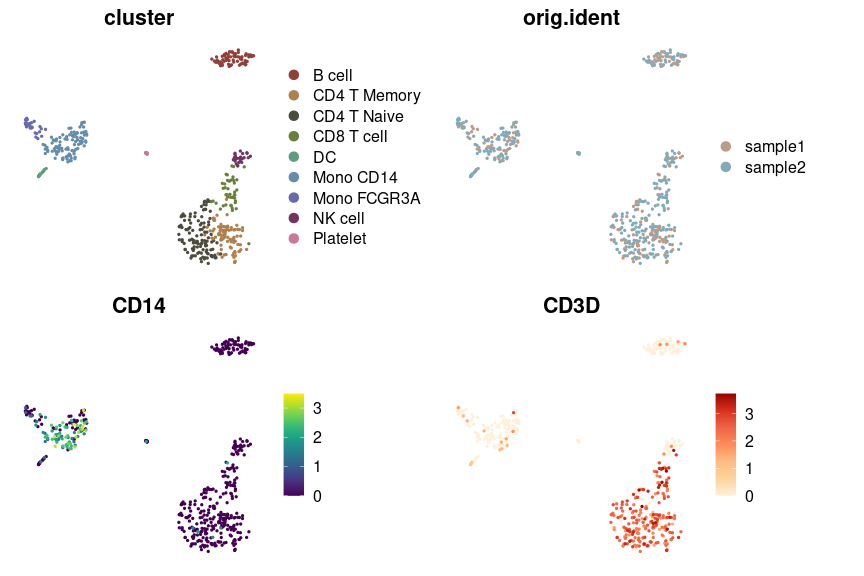 cluster
B cell
CD4 T Memory
CD4 T Naive
CD8 T cell
DC
Mono CD14
Mono FCGR3A
NK cell
Platelet
orig.ident
sample1
sample2
CD14
3
2
1
0
CD3D
3
2
1
0